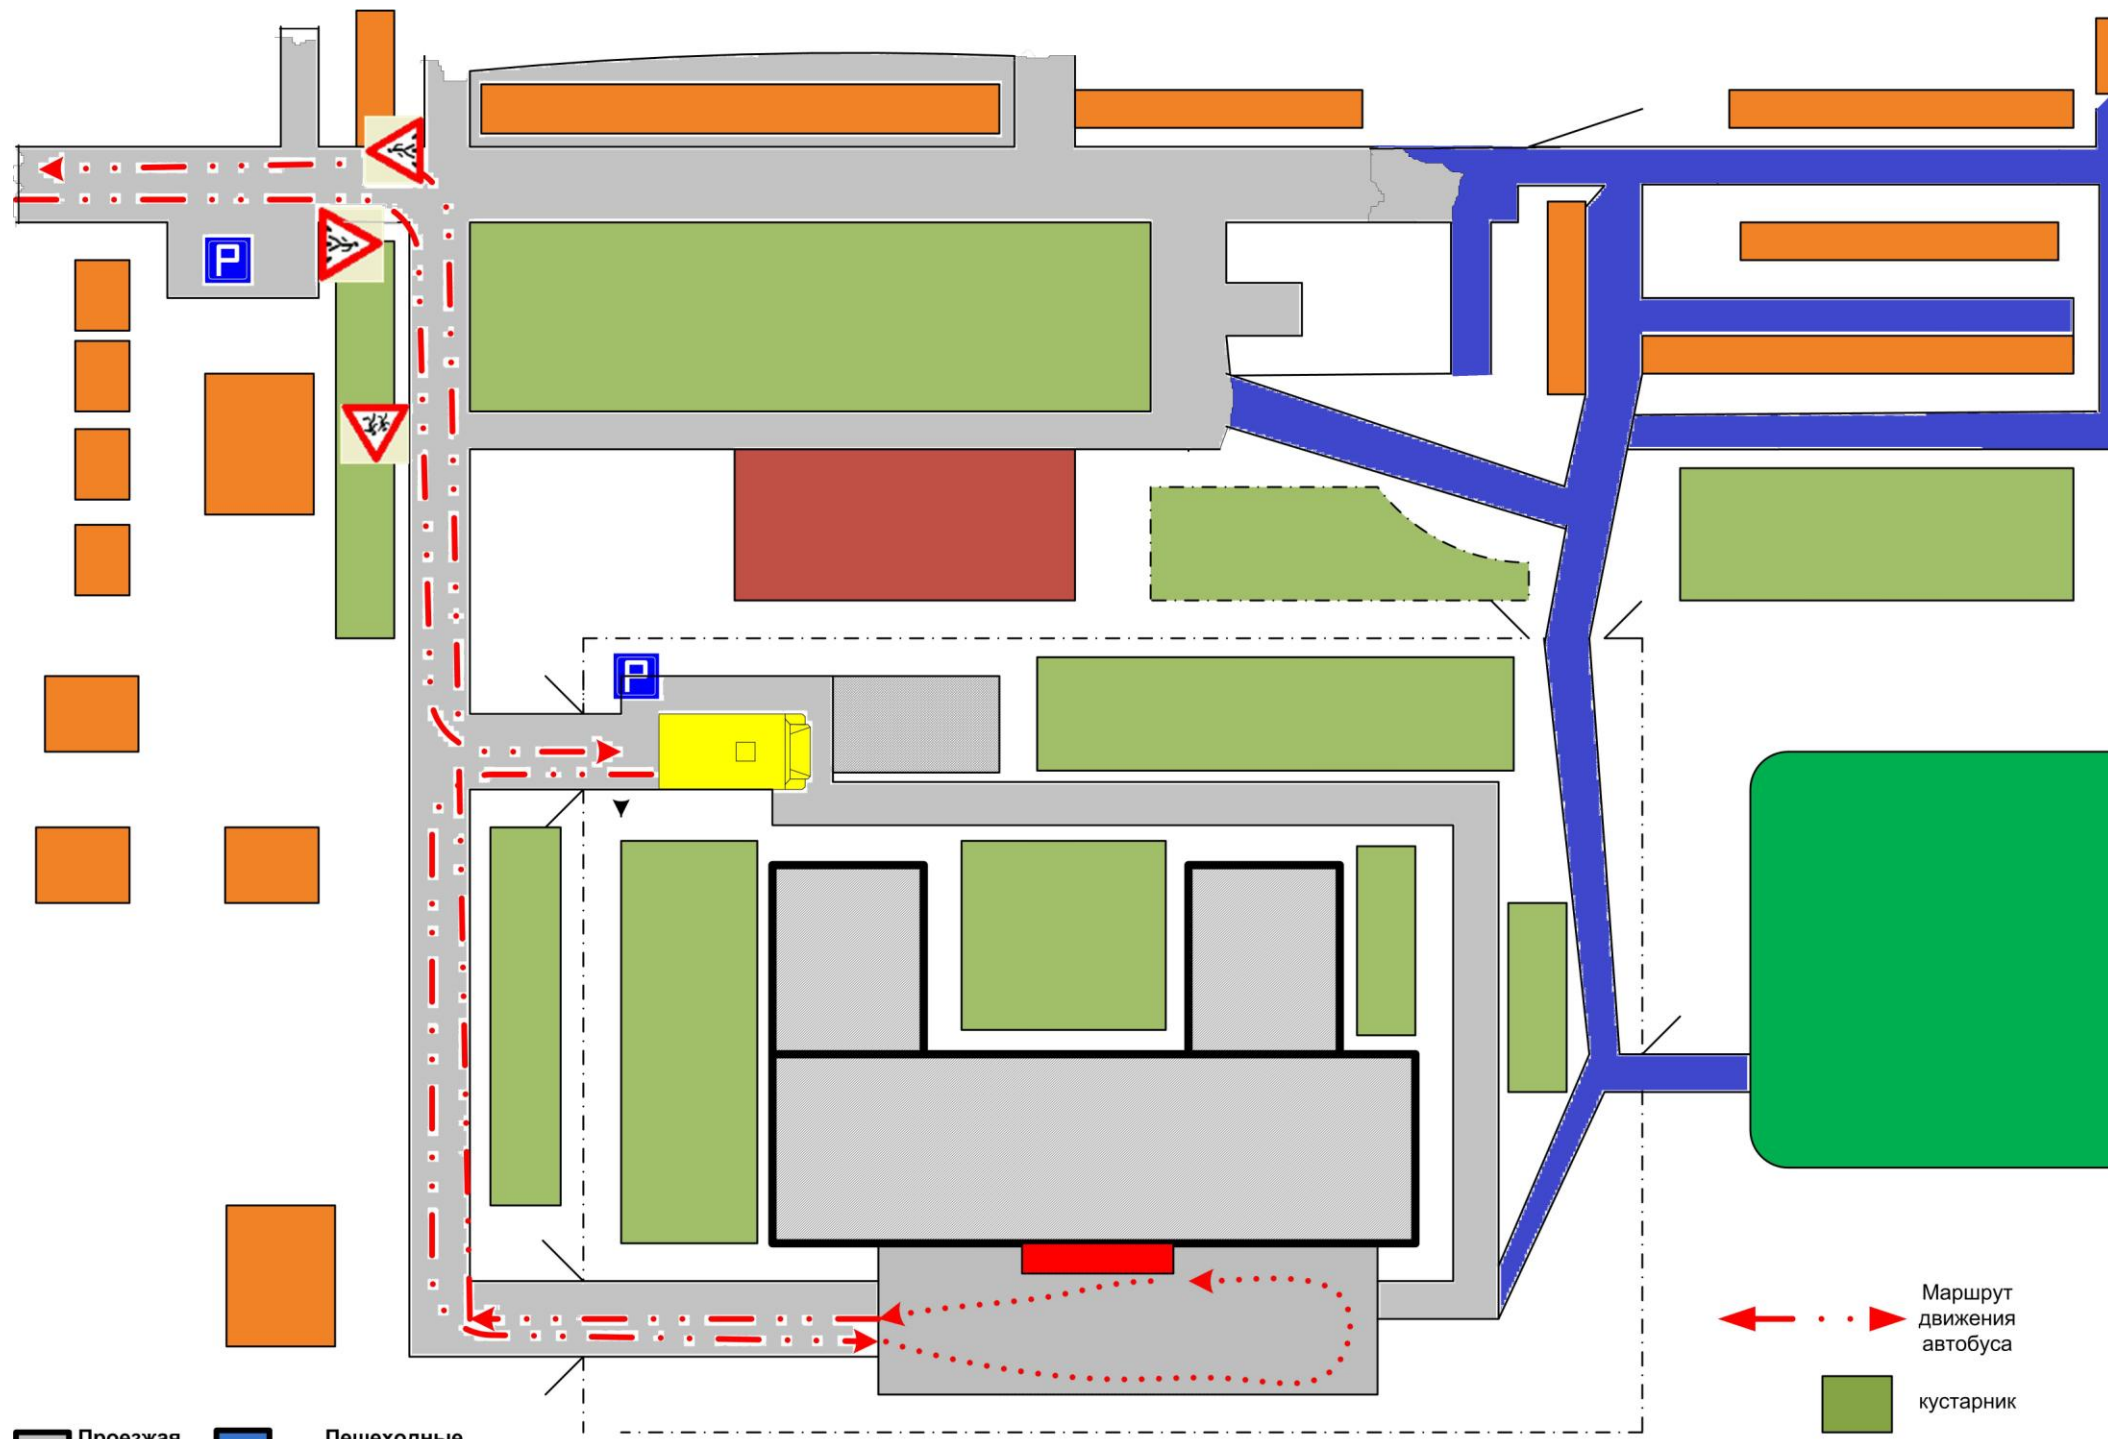 P
P
Маршрут
движения
автобуса
кустарник
Проезжая
Пешеходные